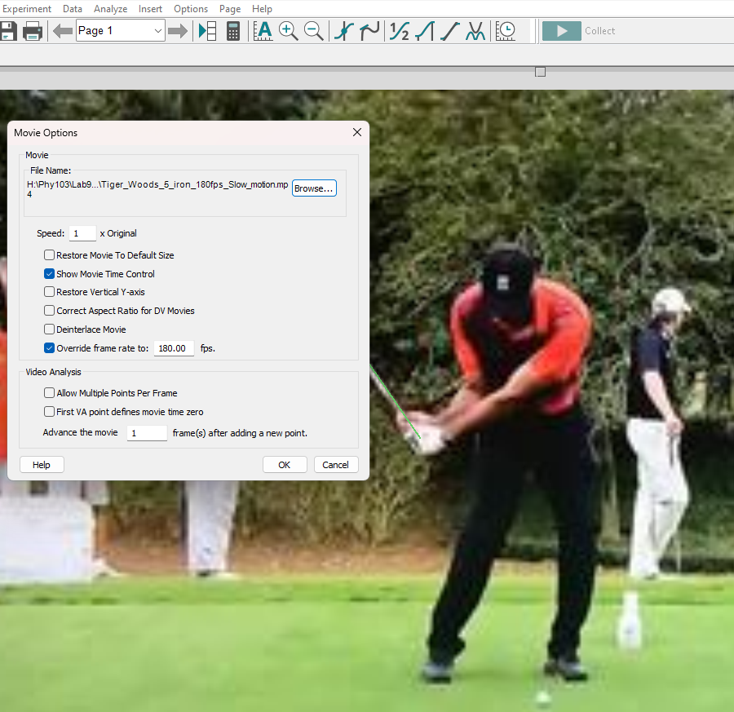 Experiment Data Analyze Insert Options Page Help
Page 1
A
1/2
Collect
Movie Options
Movie
File Name:
H:\Phy103\Lab9...\Tiger_Woods_5_iron_180fps_Slow_motion.mp
4
Browse...
Speed: 1 x Original
Restore Movie To Default Size
Show Movie Time Control
Restore Vertical Y-axis
Correct Aspect Ratio for DV Movies
Deinterlace Movie
Override frame rate to: 180.00 fps.
Video Analysis
Allow Multiple Points Per Frame
First VA point defines movie time zero
Advance the movie 1 frame(s) after adding a new point.
Help OK Cancel